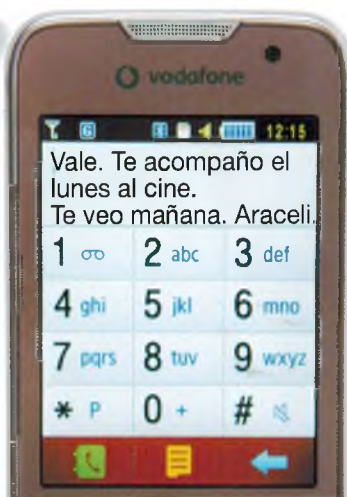 vodafone
12:15
Vale. Te acompaño el
lunes al cine.
Te veo mañana. Araceli.
1
2 abc 3 def
4 ghi 5 jkl 6 mno
7 pqrs 8 tuv 9 wxyz
* P 0 + #